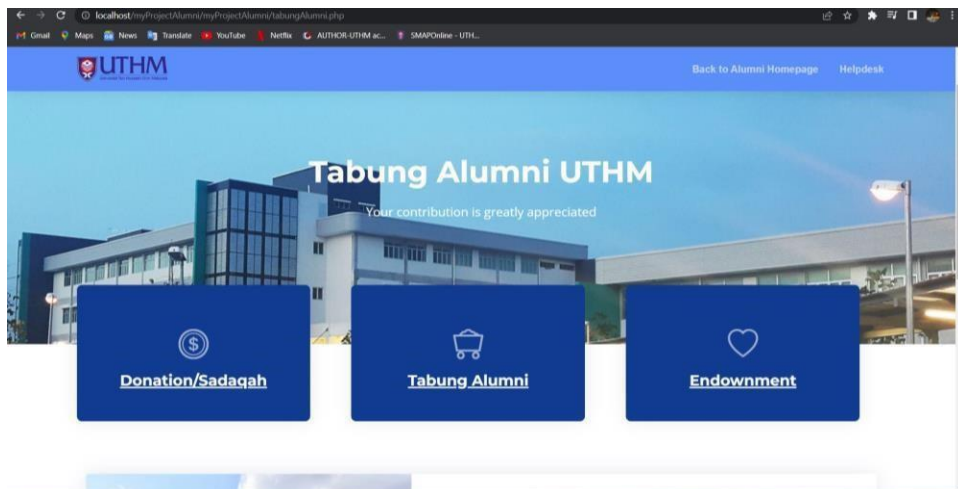 localhost/myProjectAlumni/myProjectAlumni/tabungAlumni.php
Gmail Maps News Translate YouTube Netflix AUTHOR-UTHM ac... SMAPOnline - UTH...
UTHM
Back to Alumni Homepage Helpdesk
Tabung Alumni UTHM
Your contribution is greatly appreciated
Donation/Sadaqah
Tabung Alumni
Endownment